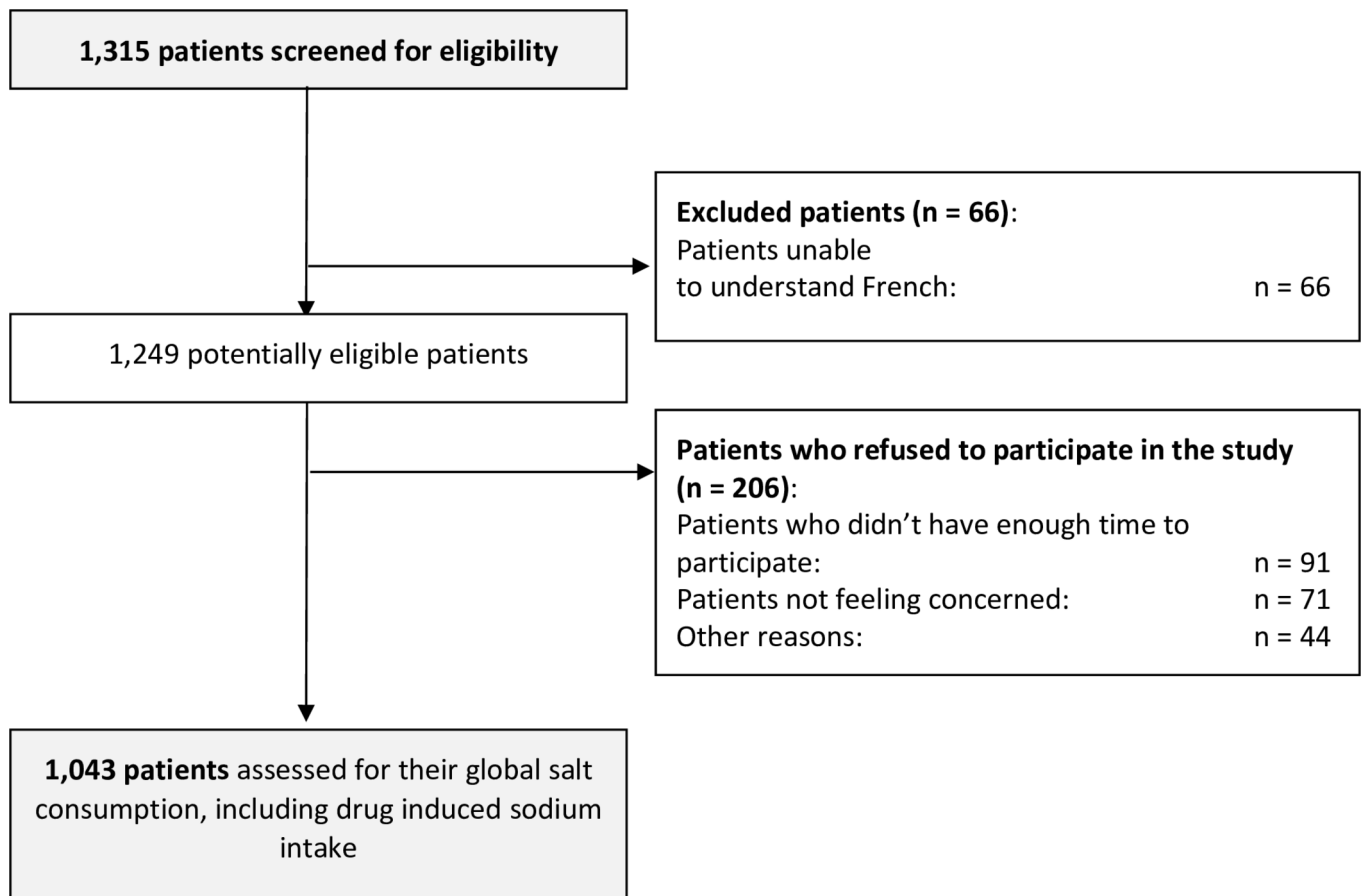 1,315 patients screened for eligibility
Excluded patients (n = 66):
Patients unable
to understand French: n = 66
1,249 potentially eligible patients
Patients who refused to participate in the study
(n = 206):
Patients who didn’t have enough time to
participate: n = 91
Patients not feeling concerned: n = 71
Other reasons: n = 44
1,043 patients assessed for their global salt
consumption, including drug induced sodium
intake